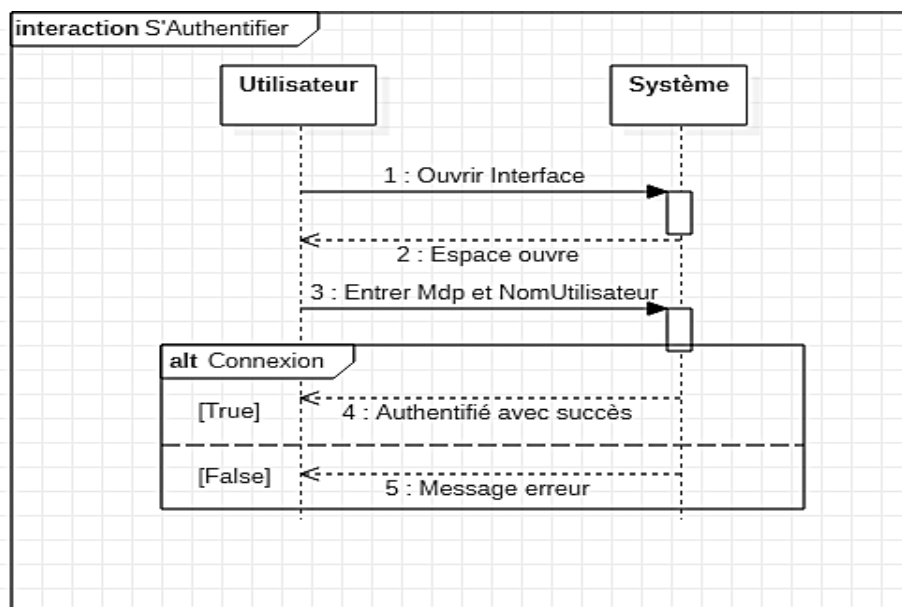 interaction S'Authentifier
Utilisateur
Système
1 : Ouvrir Interface
2 : Espace ouvre
3 : Entrer Mdp et NomUtilisateur
alt Connexion
[True]
4 : Authentifié avec succès
[False]
5 : Message erreur